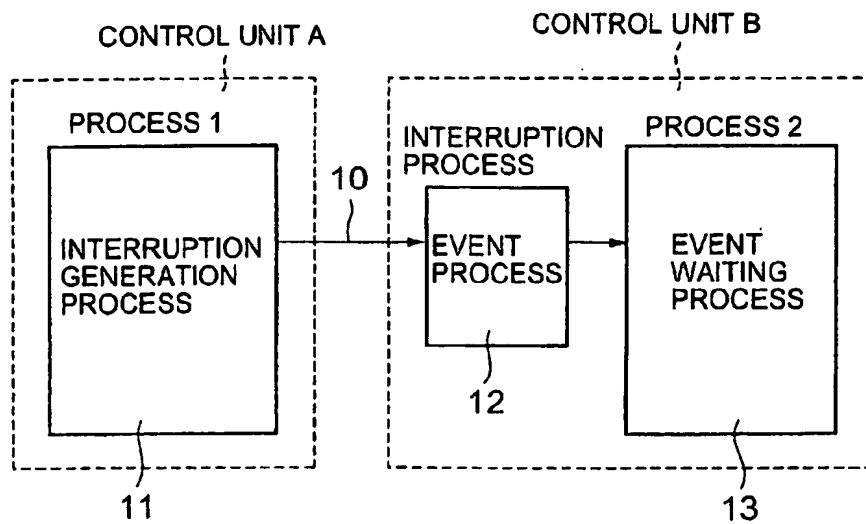 CONTROL UNIT A
CONTROL UNIT B
PROCESS 1
INTERRUPTION
GENERATION
PROCESS
10
INTERRUPTION
PROCESS
EVENT
PROCESS
PROCESS 2
EVENT
WAITING
PROCESS
11
12
13